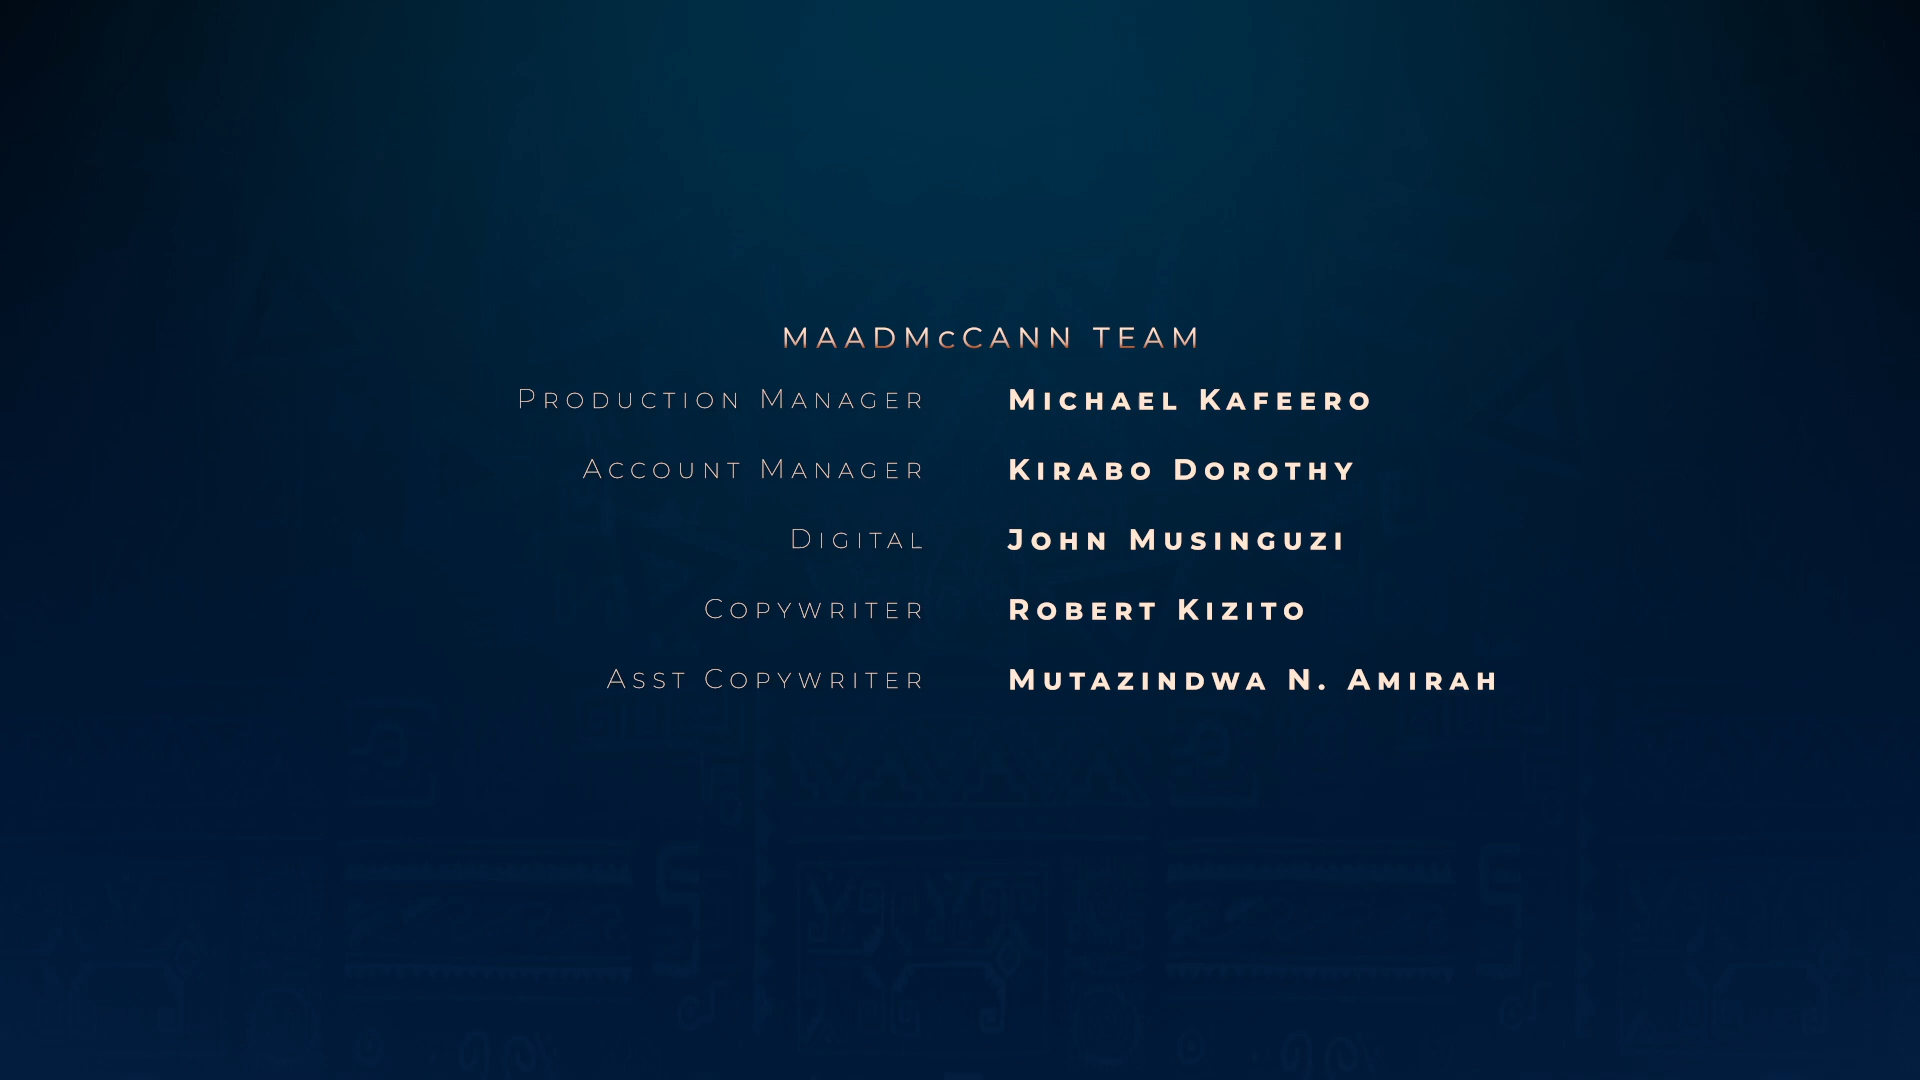 MAADMcCANN TEAM
Production Manager Michael Kafeero
Account Manager Kirabo Dorothy
Digital John Musinguzi
Copywriter Robert Kizito
Asst Copywriter Mutazindwa N. Amirah